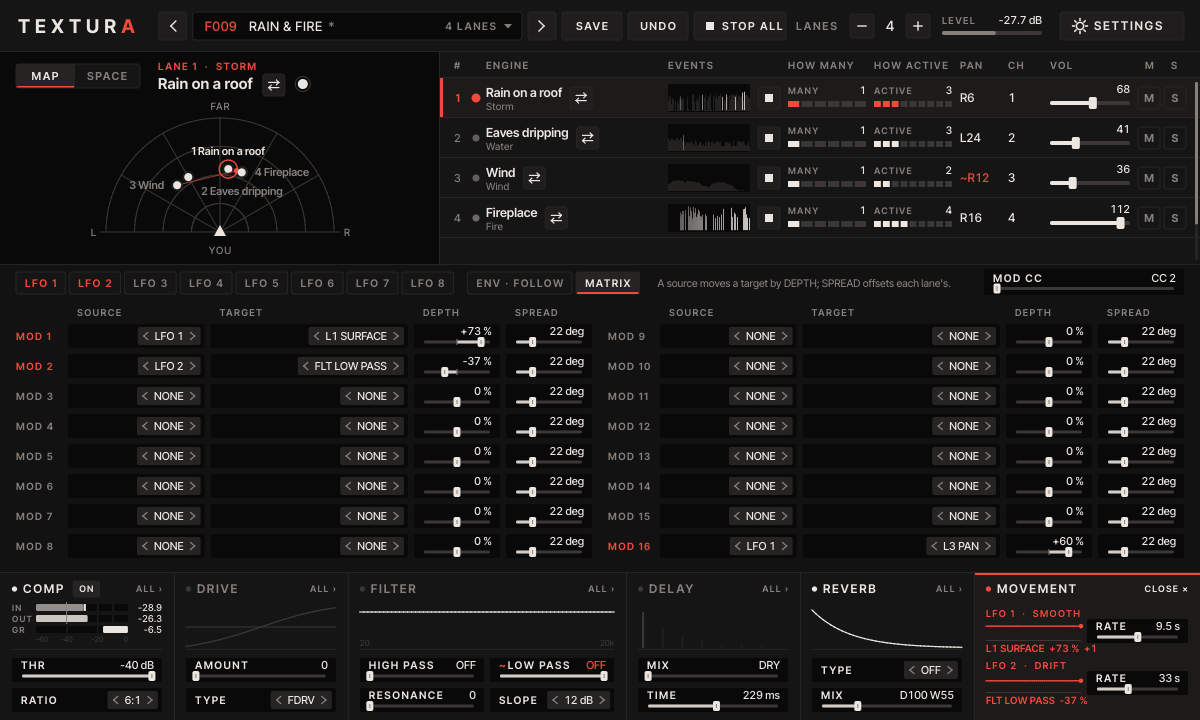 TEXTURA F009 RAIN & FIRE * 4 LANES SAVE UNDO STOP ALL LANES 4 LEVEL -27.7 dB SETTINGS
MAP SPACE
LANE 1 · STORM
Rain on a roof
FAR
1 Rain on a roof
4 Fireplace
3 Wind
2 Eaves dripping
L R
YOU
# ENGINE EVENTS HOW MANY HOW ACTIVE PAN CH VOL M S
1 Rain on a roof Storm MANY 1 ACTIVE 3 R6 1 68 M S
2 Eaves dripping Water MANY 1 ACTIVE 3 L24 2 41 M S
3 Wind Wind MANY 1 ACTIVE 2 ~R12 3 36 M S
4 Fireplace Fire MANY 1 ACTIVE 4 R16 4 112 M S
LFO 1 LFO 2 LFO 3 LFO 4 LFO 5 LFO 6 LFO 7 LFO 8 ENV · FOLLOW MATRIX A source moves a target by DEPTH; SPREAD offsets each lane's. MOD CC CC 2
SOURCE TARGET DEPTH SPREAD SOURCE TARGET DEPTH SPREAD
MOD 1 < LFO 1 > < L1 SURFACE > +73 % 22 deg MOD 9 < NONE > < NONE > 0 % 22 deg
MOD 2 < LFO 2 > < FLT LOW PASS > -37 % 22 deg MOD 10 < NONE > < NONE > 0 % 22 deg
MOD 3 < NONE > < NONE > 0 % 22 deg MOD 11 < NONE > < NONE > 0 % 22 deg
MOD 4 < NONE > < NONE > 0 % 22 deg MOD 12 < NONE > < NONE > 0 % 22 deg
MOD 5 < NONE > < NONE > 0 % 22 deg MOD 13 < NONE > < NONE > 0 % 22 deg
MOD 6 < NONE > < NONE > 0 % 22 deg MOD 14 < NONE > < NONE > 0 % 22 deg
MOD 7 < NONE > < NONE > 0 % 22 deg MOD 15 < NONE > < NONE > 0 % 22 deg
MOD 8 < NONE > < NONE > 0 % 22 deg MOD 16 < LFO 1 > < L3 PAN > +60 % 22 deg
COMP ON ALL ›
IN -28.9
OUT -26.3
GR -6.5
-60 -40 -20 0
THR -40 dB
RATIO < 6:1 >
DRIVE ALL ›
AMOUNT 0
TYPE < FDRV >
FILTER ALL ›
20 20k
HIGH PASS OFF ~LOW PASS OFF
RESONANCE 0 SLOPE < 12 dB >
DELAY ALL ›
MIX DRY
TIME 229 ms
REVERB ALL ›
TYPE < OFF >
MIX D100 W55
MOVEMENT CLOSE ×
LFO 1 · SMOOTH
RATE 9.5 s
L1 SURFACE +73 % +1
LFO 2 · DRIFT
RATE 33 s
FLT LOW PASS -37 %